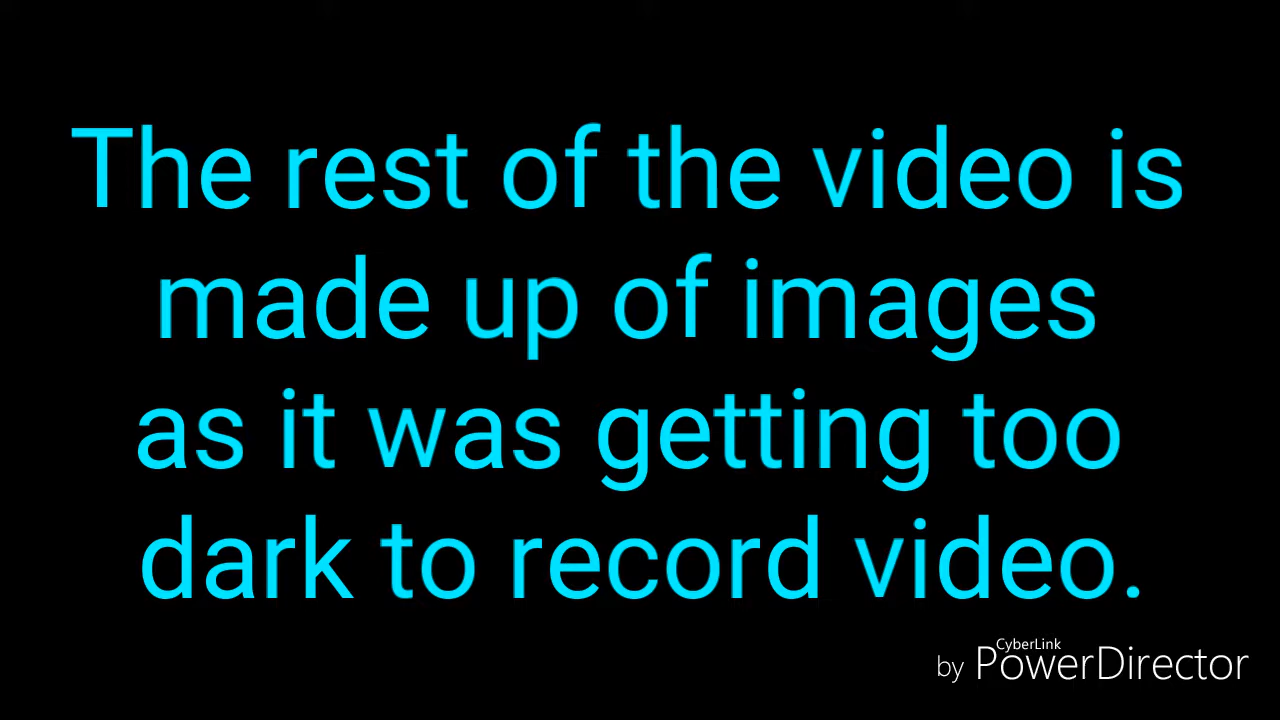 The rest of the video is
made up of images
as it was getting too
dark to record video.
CyberLink
by PowerDirector